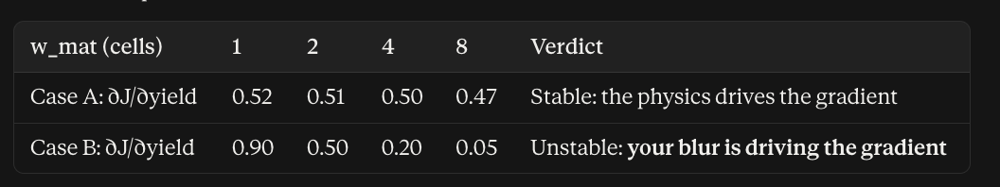 w_mat (cells) 1 2 4 8 Verdict
Case A: ∂J/∂yield 0.52 0.51 0.50 0.47 Stable: the physics drives the gradient
Case B: ∂J/∂yield 0.90 0.50 0.20 0.05 Unstable: your blur is driving the gradient